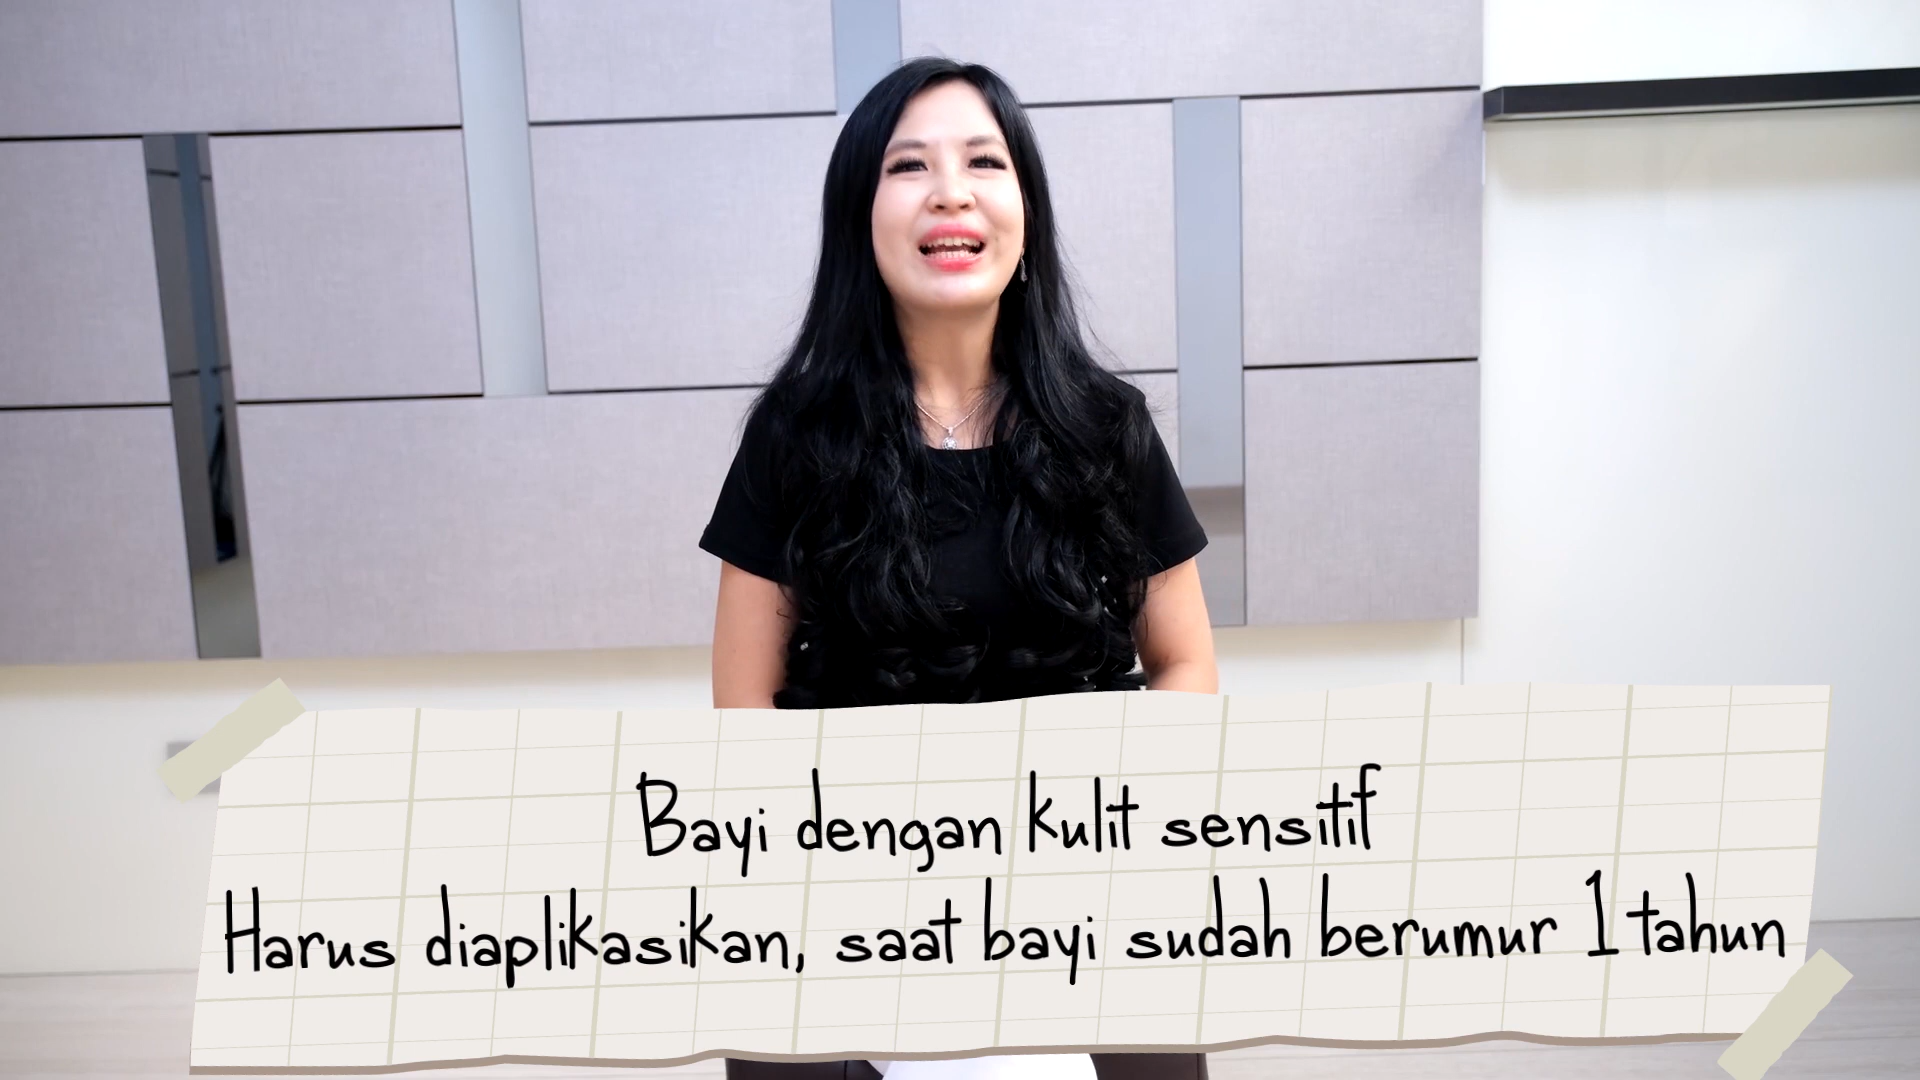 Bayi dengan kulit sensitif
Harus diaplikasikan, saat bayi sudah berumur 1 tahun